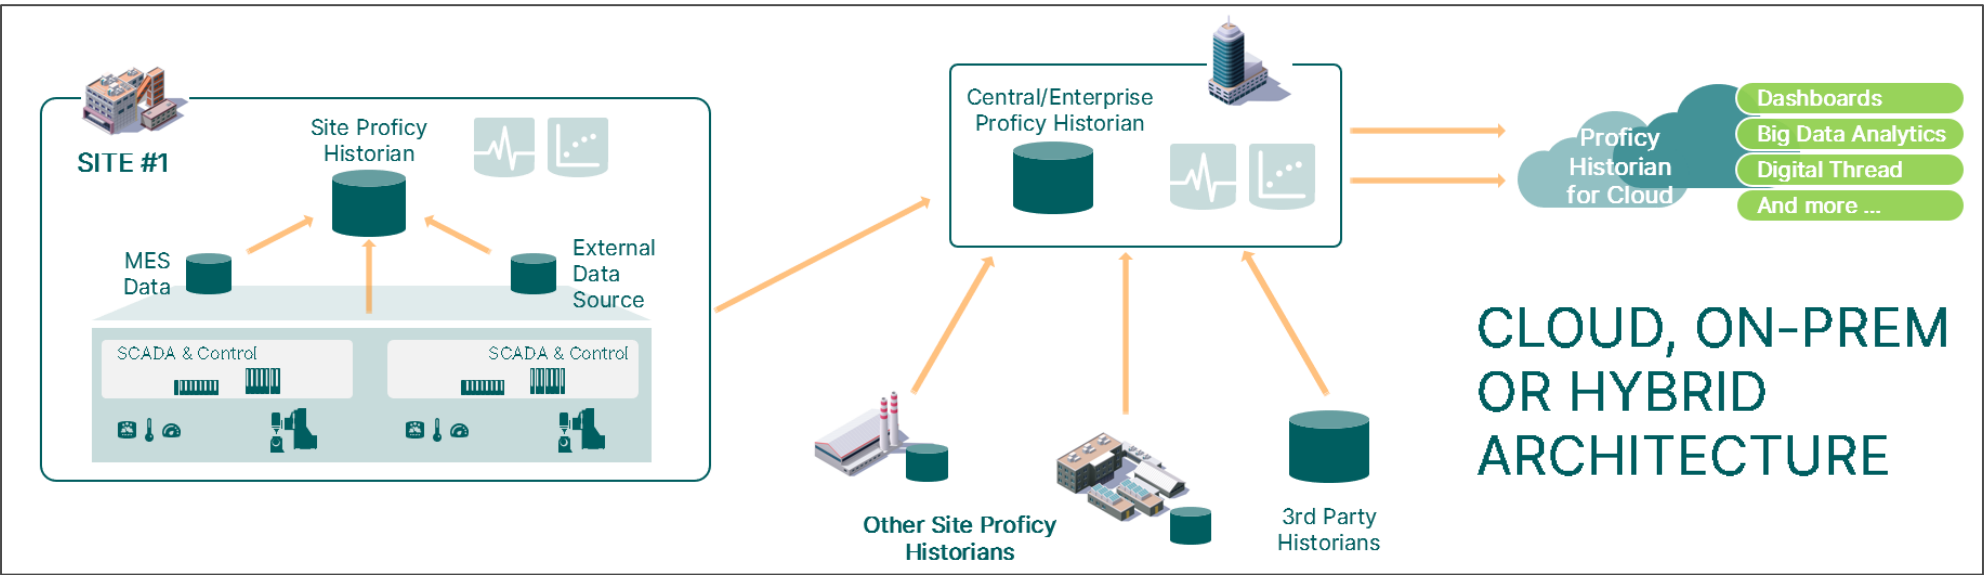 SITE #1
Site Proficy
Historian
MES
Data
External
Data
Source
SCADA & Control
SCADA & Control
Central/Enterprise
Proficy Historian
Other Site Proficy
Historians
3rd Party
Historians
Proficy
Historian
for Cloud
Dashboards
Big Data Analytics
Digital Thread
And more ...
CLOUD, ON-PREM
OR HYBRID
ARCHITECTURE